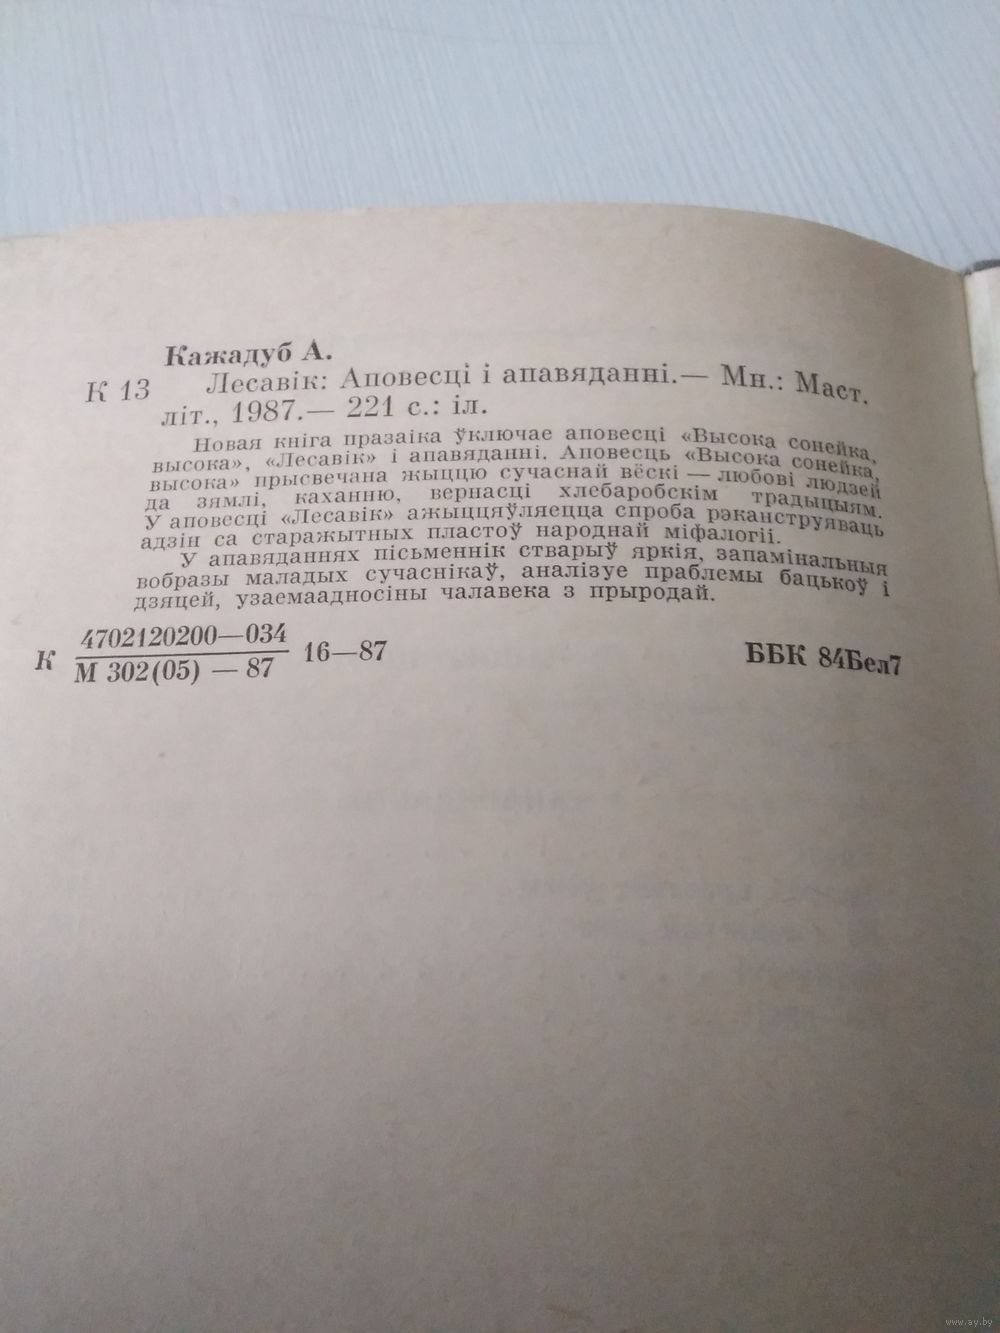 Кажадуб А.
К 13 Лесавік: Аповесці і апавяданні.— Мн.: Маст.
літ., 1987.— 221 с.: іл.
Новая кніга празаіка ўключае аповесці «Высока сонейка,
высока», «Лесавік» і апавяданні. Аповесць «Высока сонейка,
высока» прысвечана жыццю сучаснай вёскі — любові людзей
да зямлі, каханню, вернасці хлебаробскім традыцыям.
У аповесці «Лесавік» ажыццяўляецца спроба рэканструяваць
адзін са старажытных пластоў народнай міфалогіі.
У апавяданнях пісьменнік стварыў яркія, запамінальныя
вобразы маладых сучаснікаў, аналізуе праблемы бацькоў і
дзяцей, узаемаадносіны чалавека з прыродай.
К 4702120200—034
М 302(05) — 87 16—87 ББК 84Бел7
www.ay.by